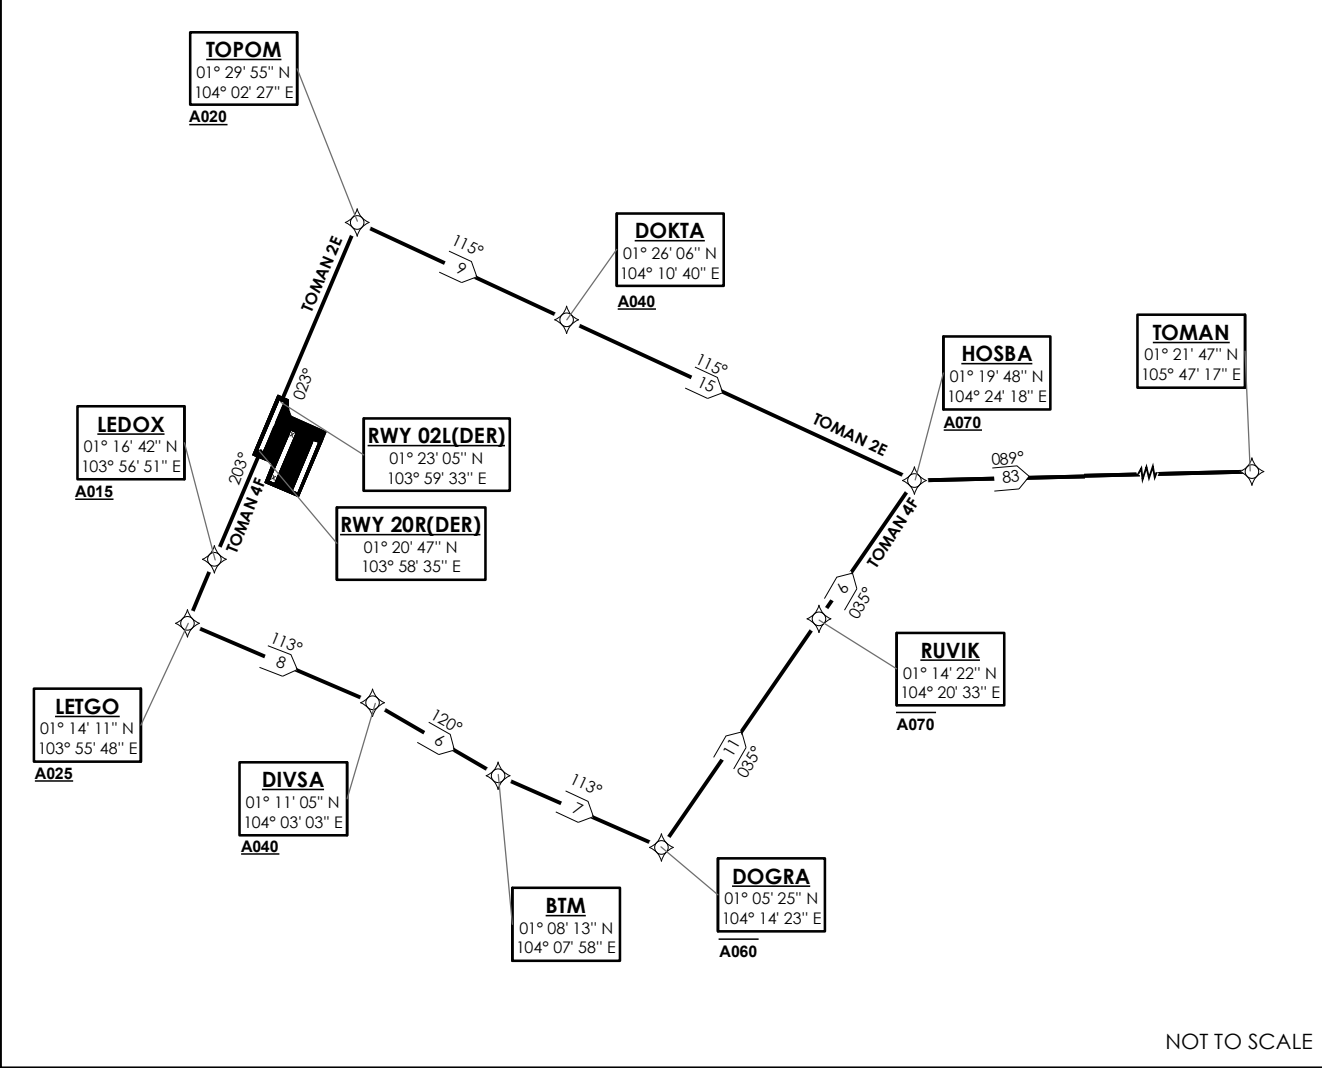 TOPOM
01° 29' 55" N
104° 02' 27" E
A020
TOMAN 2E
115°
9
DOKTA
01° 26' 06" N
104° 10' 40" E
A040
115°
15
TOMAN 2E
HOSBA
01° 19' 48" N
104° 24' 18" E
A070
TOMAN
01° 21' 47" N
105° 47' 17" E
089°
83
023°
LEDOX
01° 16' 42" N
103° 56' 51" E
A015
203°
TOMAN 4F
RWY 02L(DER)
01° 23' 05" N
103° 59' 33" E
RWY 20R(DER)
01° 20' 47" N
103° 58' 35" E
TOMAN 4F
6
035°
RUVIK
01° 14' 22" N
104° 20' 33" E
A070
113°
8
LETGO
01° 14' 11" N
103° 55' 48" E
A025
120°
6
11
035°
DIVSA
01° 11' 05" N
104° 03' 03" E
A040
113°
7
BTM
01° 08' 13" N
104° 07' 58" E
DOGRA
01° 05' 25" N
104° 14' 23" E
A060
NOT TO SCALE